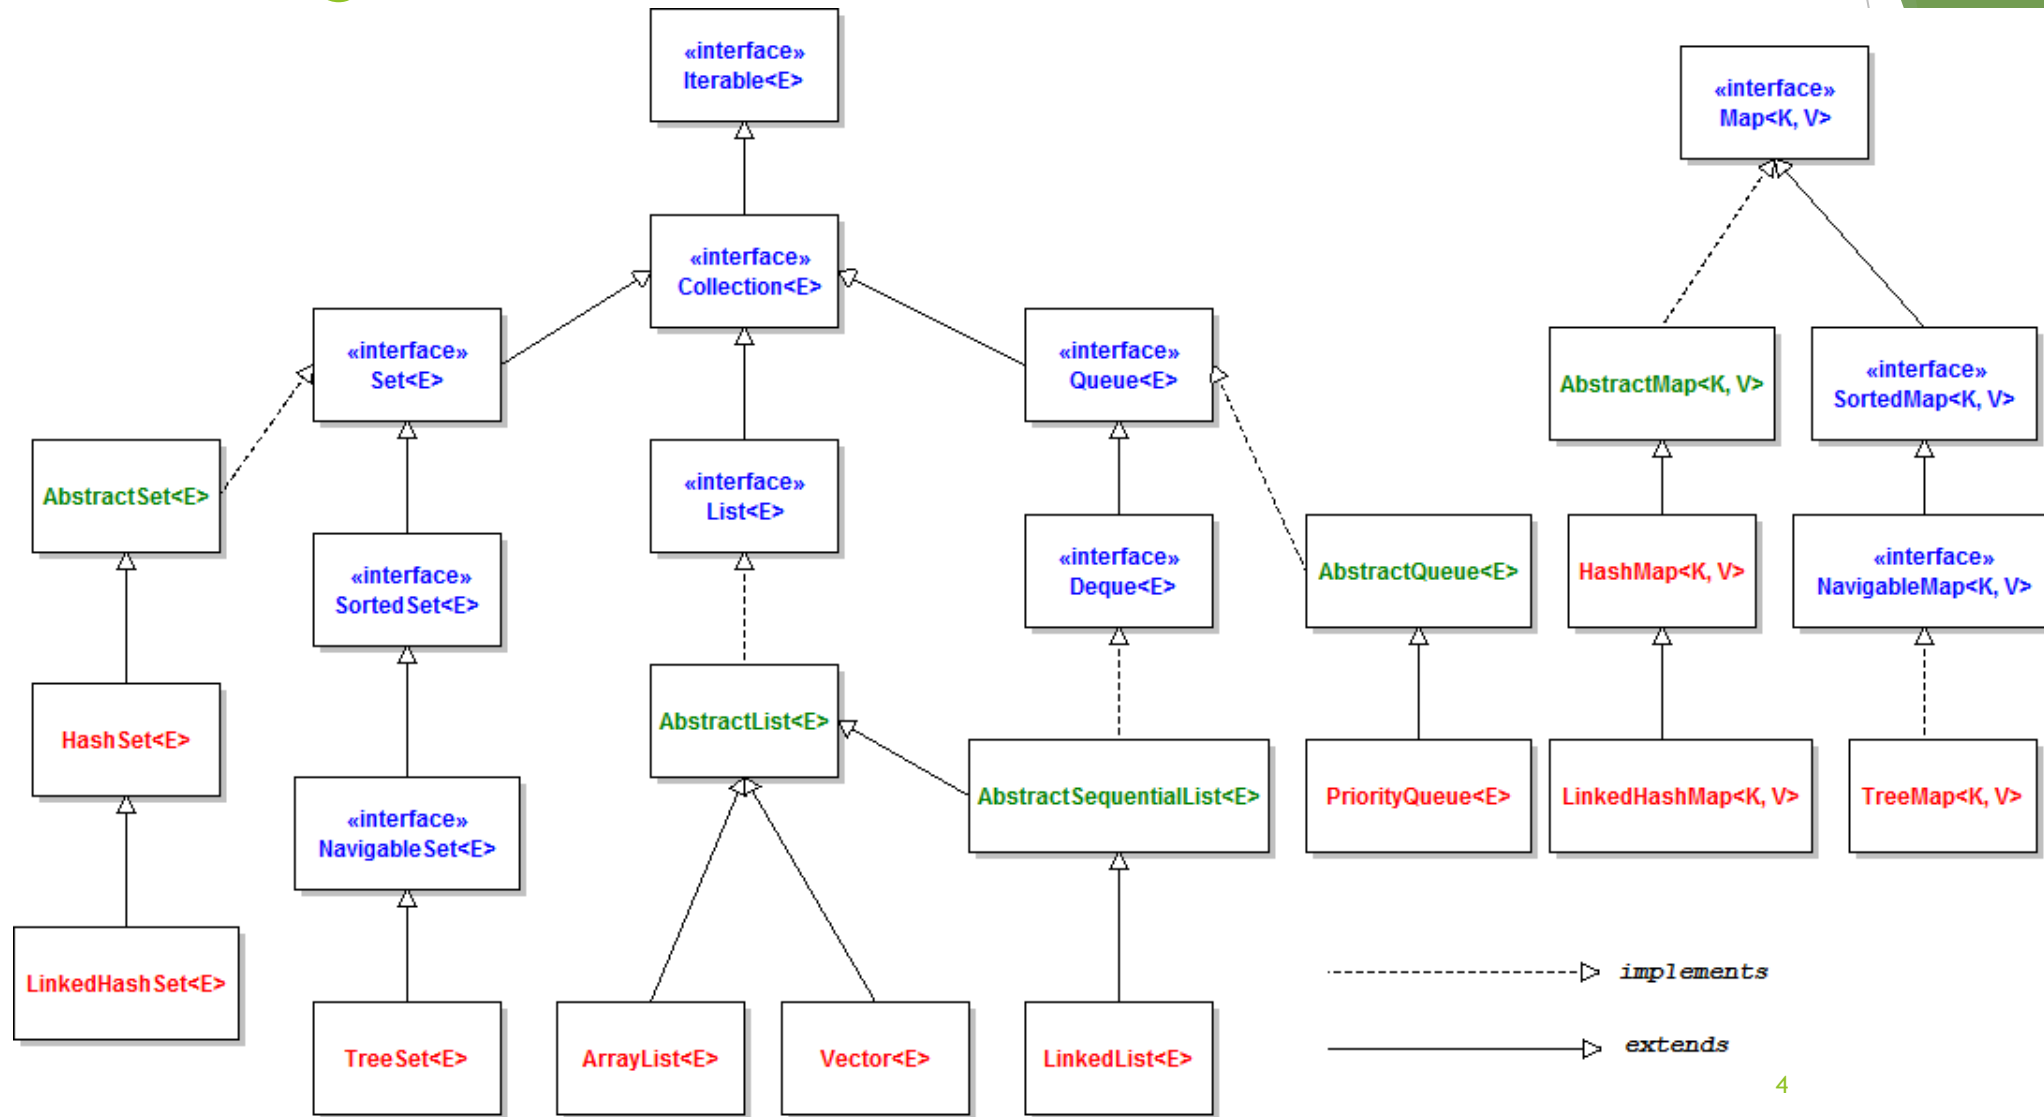 «interface»
Iterable<E>
«interface»
Map<K, V>
«interface»
Collection<E>
«interface»
Set<E>
«interface»
Queue<E>
AbstractMap<K, V>
«interface»
SortedMap<K, V>
AbstractSet<E>
«interface»
List<E>
«interface»
SortedSet<E>
«interface»
Deque<E>
AbstractQueue<E>
HashMap<K, V>
«interface»
NavigableMap<K, V>
HashSet<E>
AbstractList<E>
«interface»
NavigableSet<E>
AbstractSequentialList<E>
PriorityQueue<E>
LinkedHashMap<K, V>
TreeMap<K, V>
LinkedHashSet<E>
TreeSet<E>
ArrayList<E>
Vector<E>
LinkedList<E>
implements
extends
4